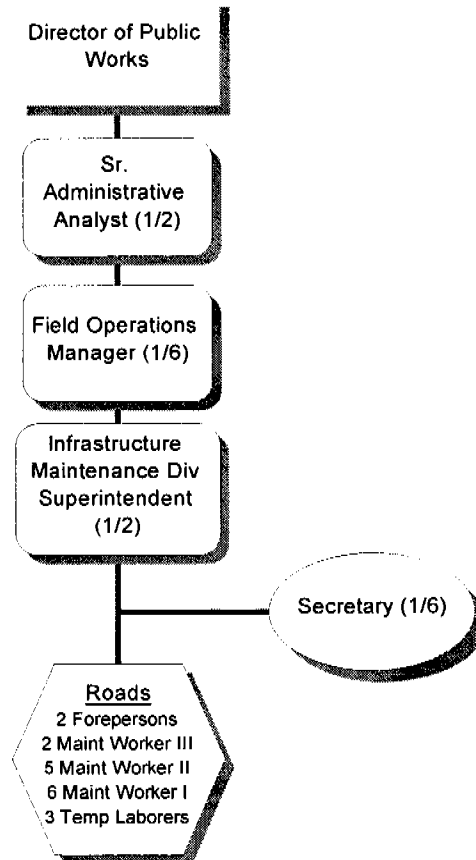 Director of Public
Works
Sr.
Administrative
Analyst (1/2)
Field Operations
Manager (1/6)
Infrastructure
Maintenance Div
Superintendent
(1/2)
Secretary (1/6)
Roads
2 Forepersons
2 Maint Worker III
5 Maint Worker II
6 Maint Worker I
3 Temp Laborers